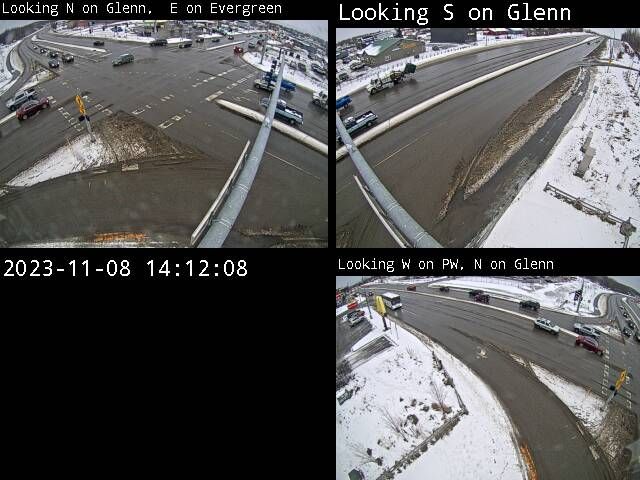 Looking N on Glenn,  E on Evergreen
Looking S on Glenn
2023-11-08 14:12:08
Looking W on PW, N on Glenn